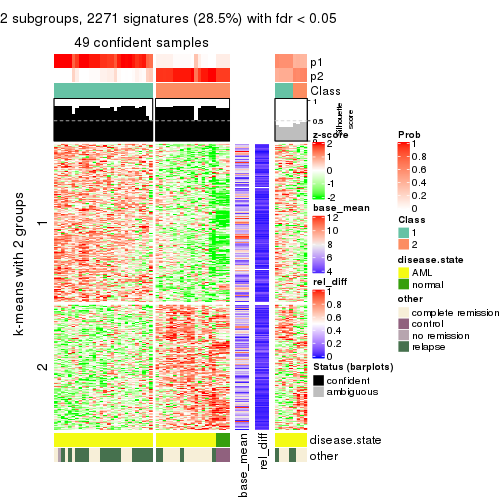 2 subgroups, 2271 signatures (28.5%) with fdr < 0.05
49 confident samples
p1
p2
Class
1
0.5
0
Silhouette
score
k-means with 2 groups
1
2
z-score
2
1
0
-1
-2
base_mean
12
10
8
6
4
rel_diff
1
0.8
0.6
0.4
0.2
0
Status (barplots)
confident
ambiguous
Prob
1
0.8
0.6
0.4
0.2
0
Class
1
2
disease.state
AML
normal
other
complete remission
control
no remission
relapse
disease.state
other
base_mean
rel_diff